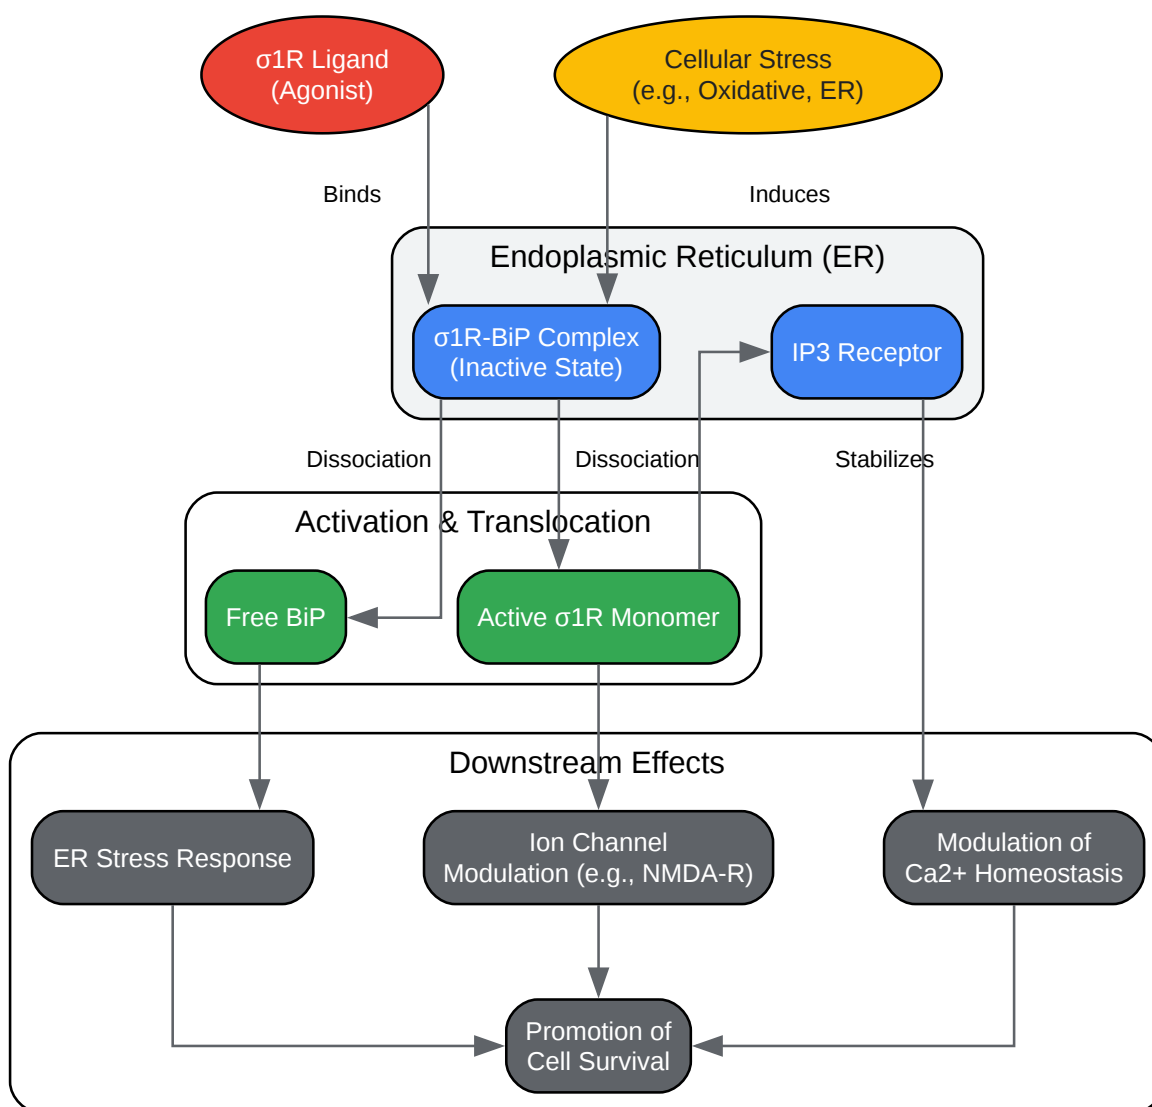 σ1R Ligand
(Agonist)
Cellular Stress
(e.g., Oxidative, ER)
Binds
Induces
Endoplasmic Reticulum (ER)
σ1R-BiP Complex
(Inactive State)
IP3 Receptor
Dissociation
Dissociation
Stabilizes
Activation & Translocation
Free BiP
Active σ1R Monomer
Downstream Effects
ER Stress Response
Ion Channel
Modulation (e.g., NMDA-R)
Modulation of
Ca2+ Homeostasis
Promotion of
Cell Survival